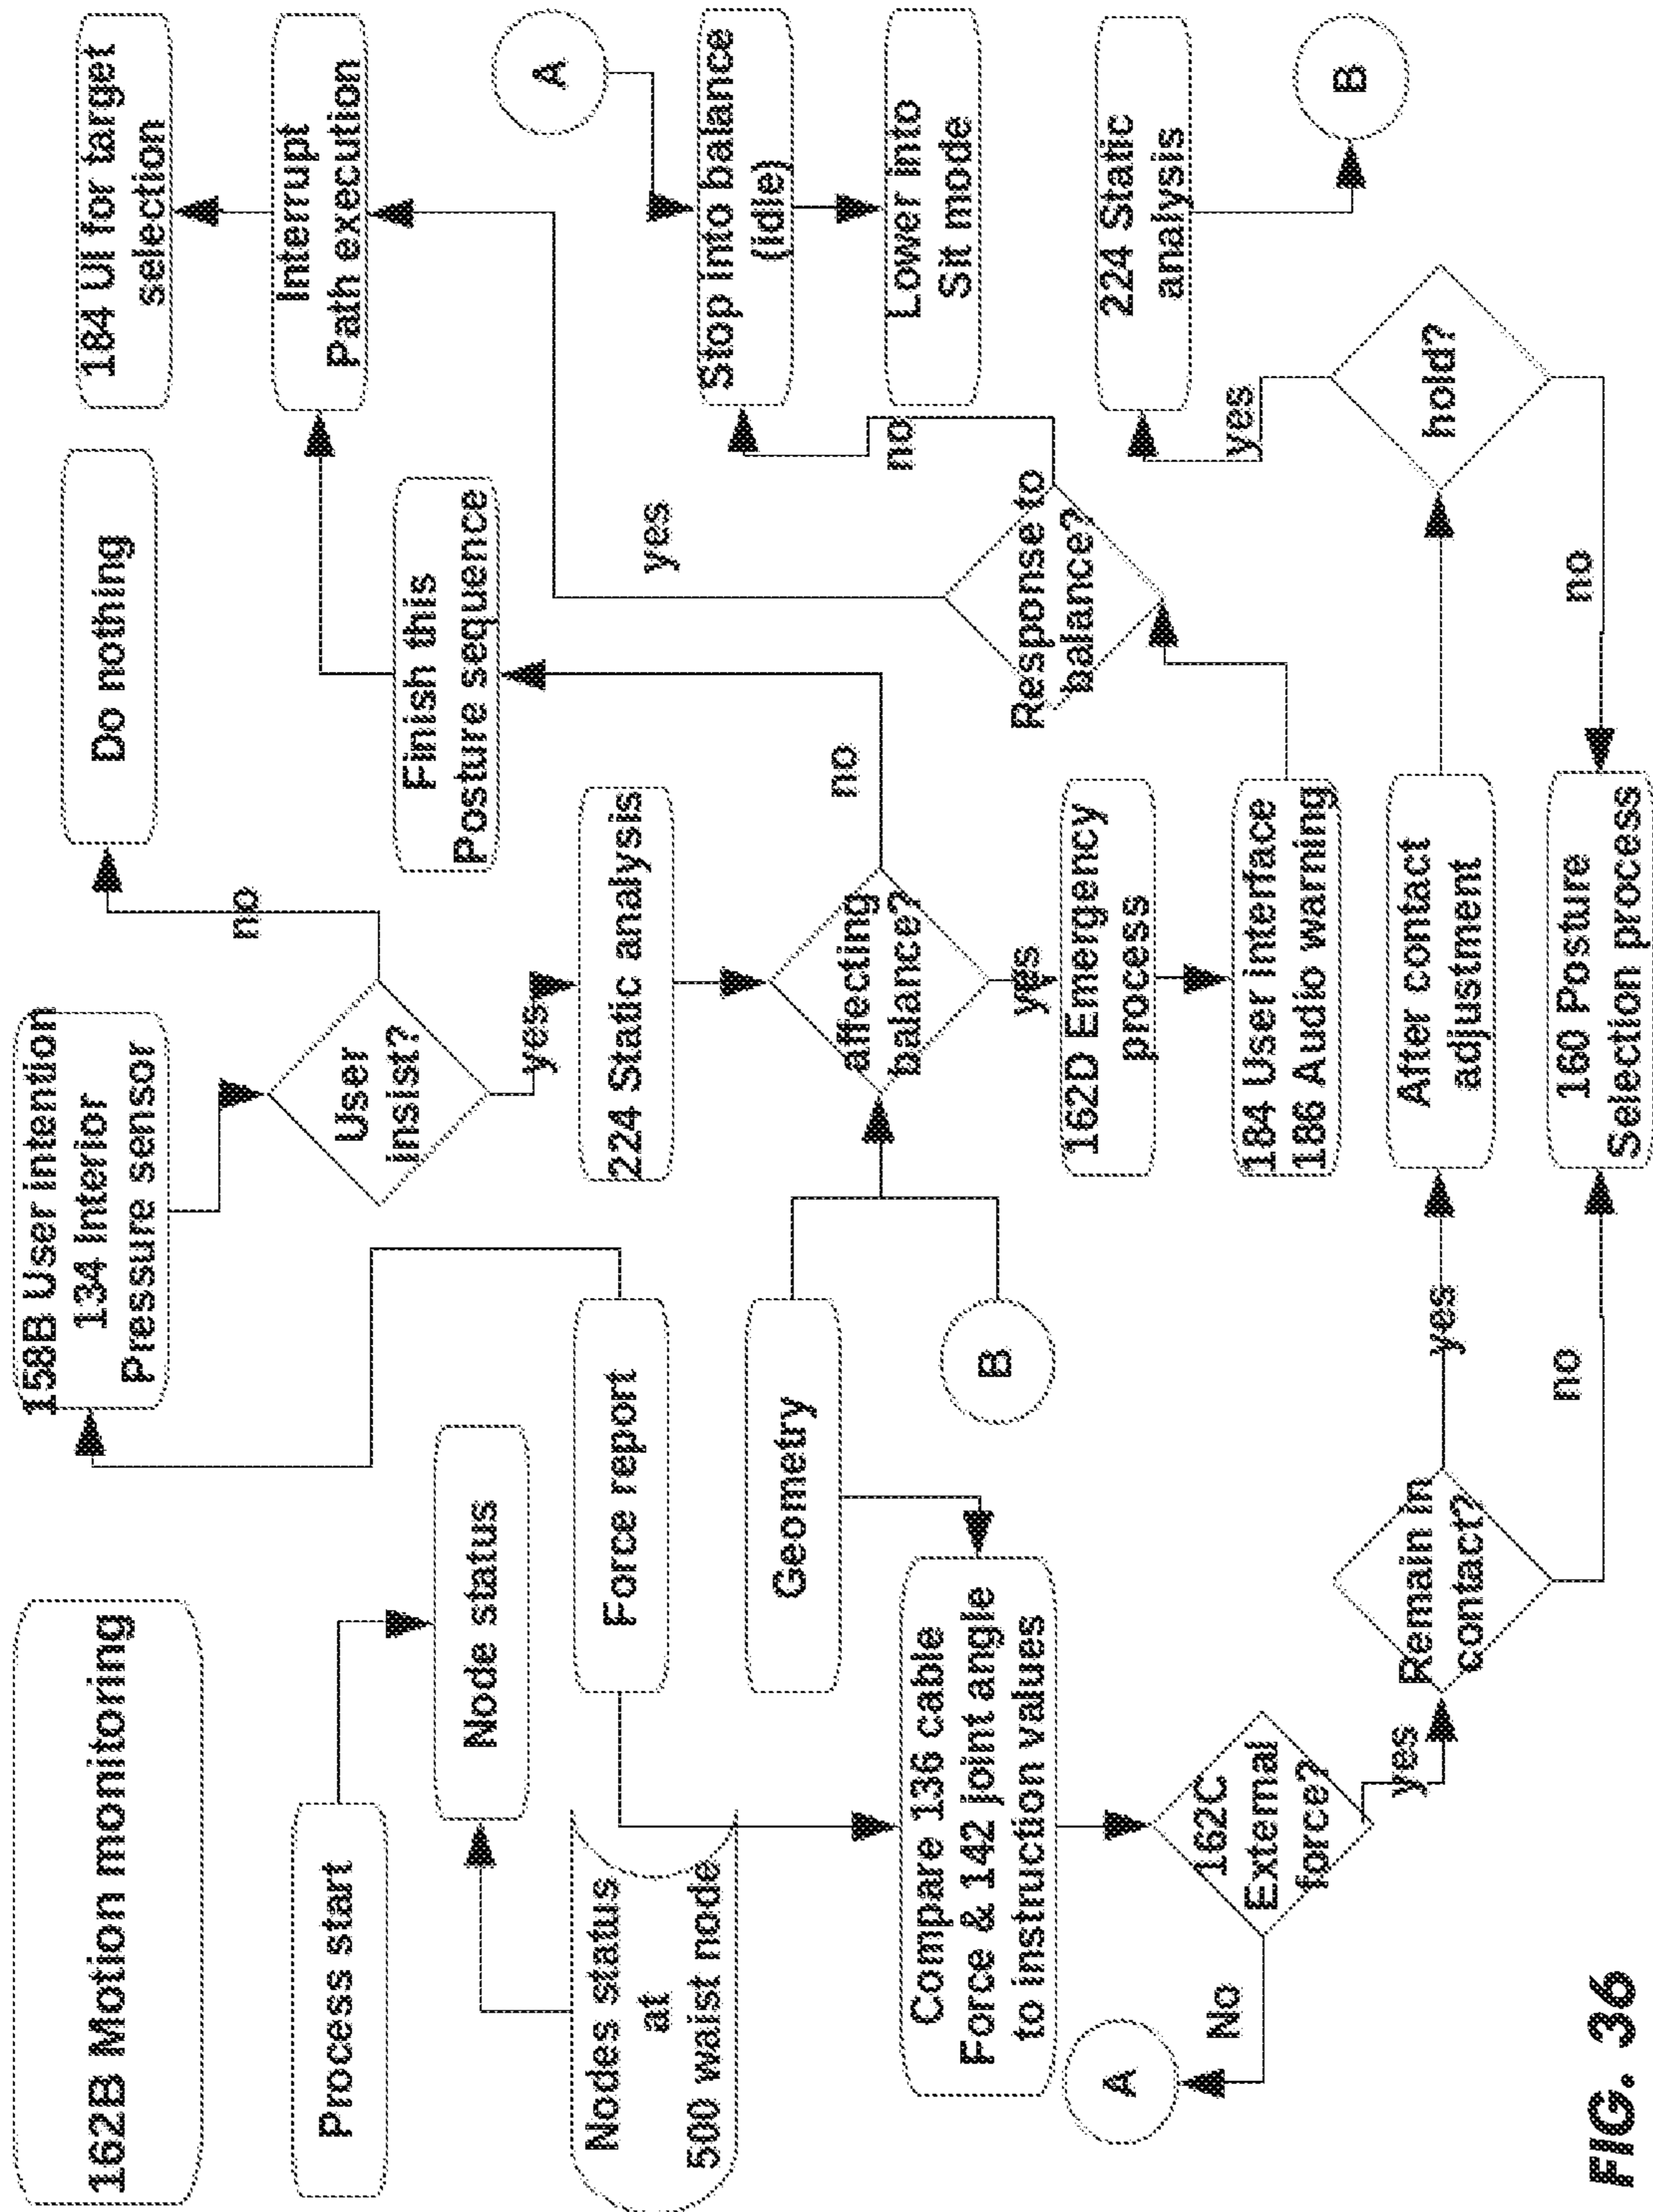 162B Motion monitoring
Process start
Node status
Nodes status
at
500 waist node
Force report
Geometry
Compare 136 cable
Force & 142 joint angle
to instruction values
A
No
162C
External
force?
yes
Remain in
contact?
yes
no
158B User intention
134 Interior
Pressure sensor
User
insist?
no
yes
Do nothing
224 Static analysis
affecting
balance?
B
no
yes
Finish this
Posture sequence
162D Emergency
process
184 User interface
186 Audio warning
Response to
balance?
yes
no
After contact
adjustment
160 Posture
Selection process
hold?
yes
no
184 UI for target
selection
Interrupt
Path execution
A
Stop into balance
(idle)
Lower into
Sit mode
224 Static
analysis
B
FIG. 36